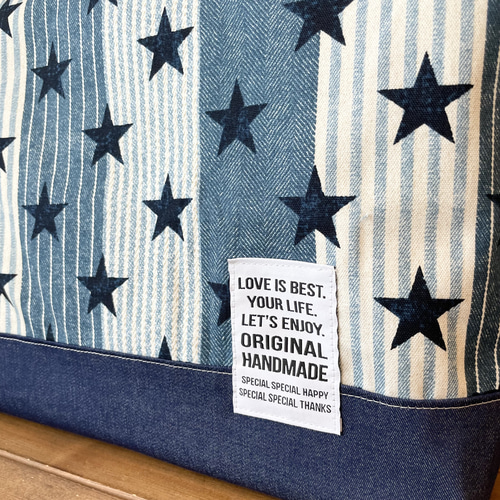 LOVE IS BEST.
YOUR LIFE.
LET'S ENJOY.
ORIGINAL
HANDMADE
SPECIAL SPECIAL HAPPY
SPECIAL SPECIAL THANKS